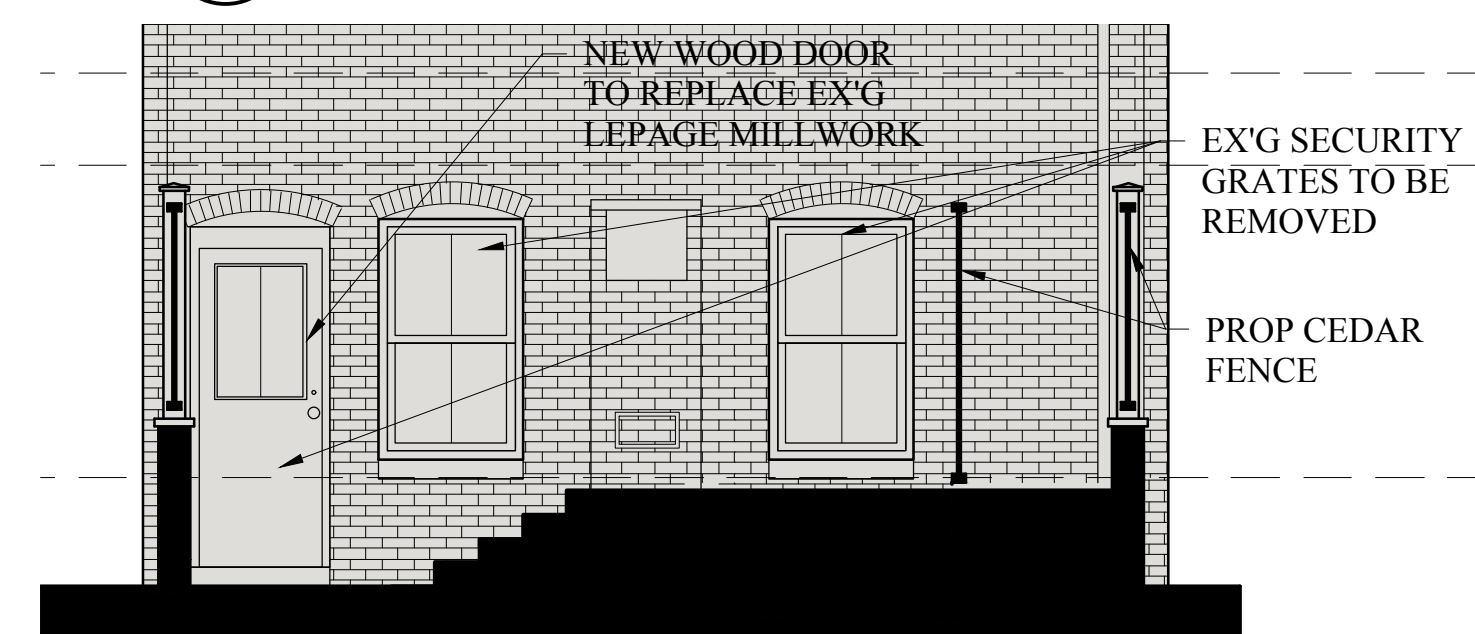 NEW WOOD DOOR
TO REPLACE EX'G
LEPAGE MILLWORK
EX'G SECURITY
GRATES TO BE
REMOVED
PROP CEDAR
FENCE